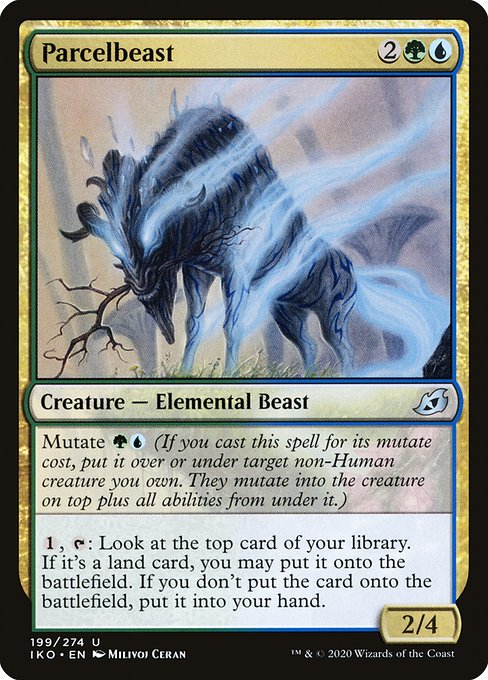 Parcelbeast 2
Creature — Elemental Beast
Mutate (If you cast this spell for its mutate
cost, put it over or under target non-Human
creature you own. They mutate into the creature
on top plus all abilities from under it.)
1, : Look at the top card of your library.
If it's a land card, you may put it onto the
battlefield. If you don't put the card onto the
battlefield, put it into your hand.
2/4
199/274 U
IKO • EN Milivoj Ceran
™ & © 2020 Wizards of the Coast